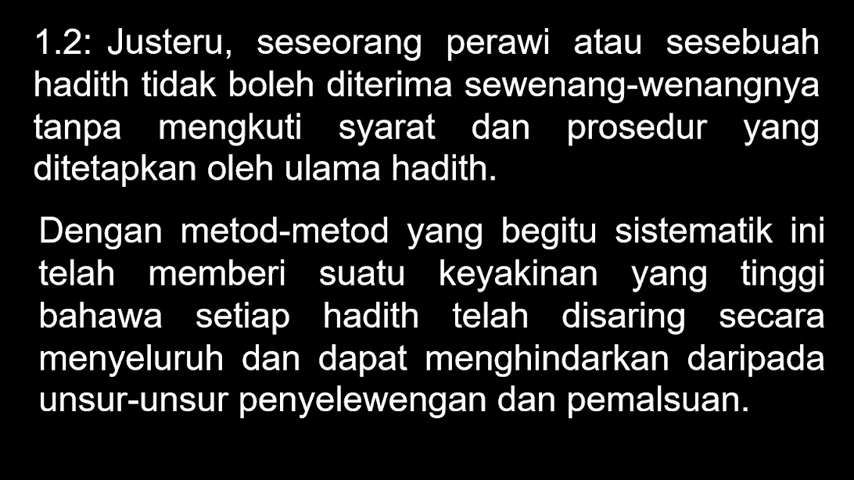 1.2: Justeru, seseorang perawi atau sesebuah
hadith tidak boleh diterima sewenang-wenangnya
tanpa mengkuti syarat dan prosedur yang
ditetapkan oleh ulama hadith.
Dengan metod-metod yang begitu sistematik ini
telah memberi suatu keyakinan yang tinggi
bahawa setiap hadith telah disaring secara
menyeluruh dan dapat menghindarkan daripada
unsur-unsur penyelewengan dan pemalsuan.